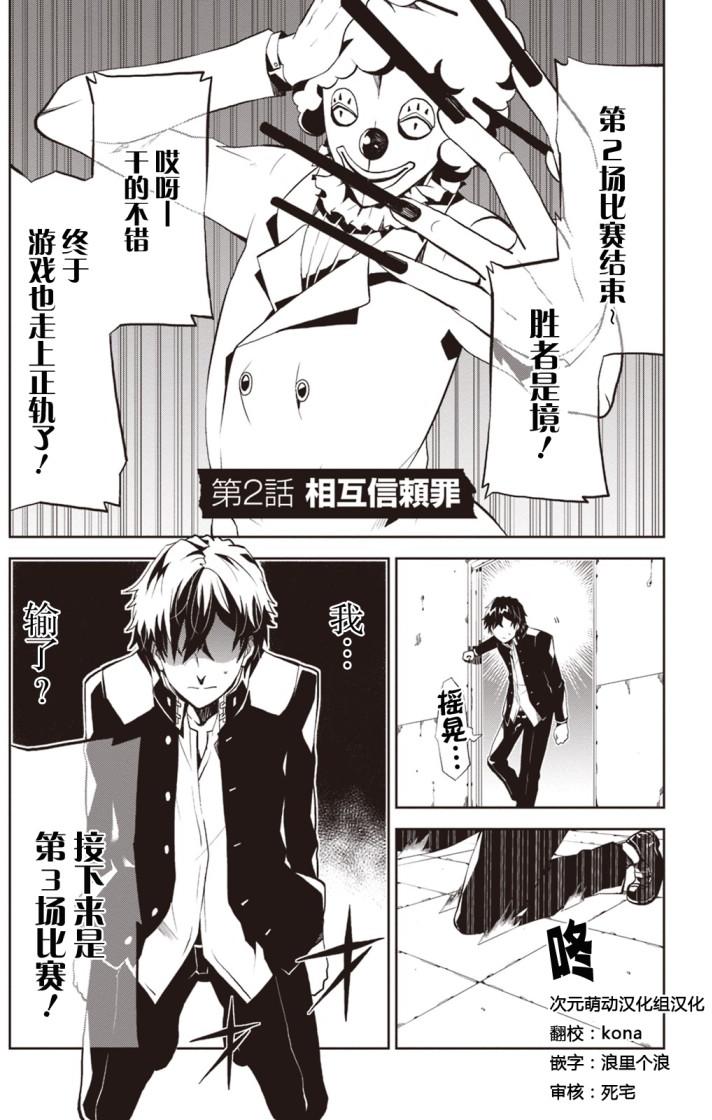 第2场比赛结束~
胜者是境！
哎呀—
干的不错
终于
游戏也走上正轨了！
第2話 相互信頼罪
摇晃…
咚
我…
输了？
接下来是
第3场比赛！
次元萌动汉化组汉化
翻校：kona
嵌字：浪里个浪
审核：死宅